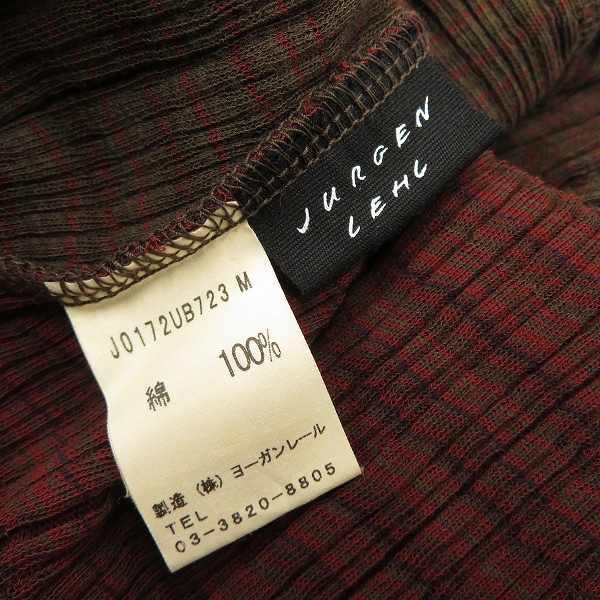 JURGEN
LEHL
J0172UB723 M
綿 100%
製造 (株) ヨーガンレール
TEL
03-3820-8805